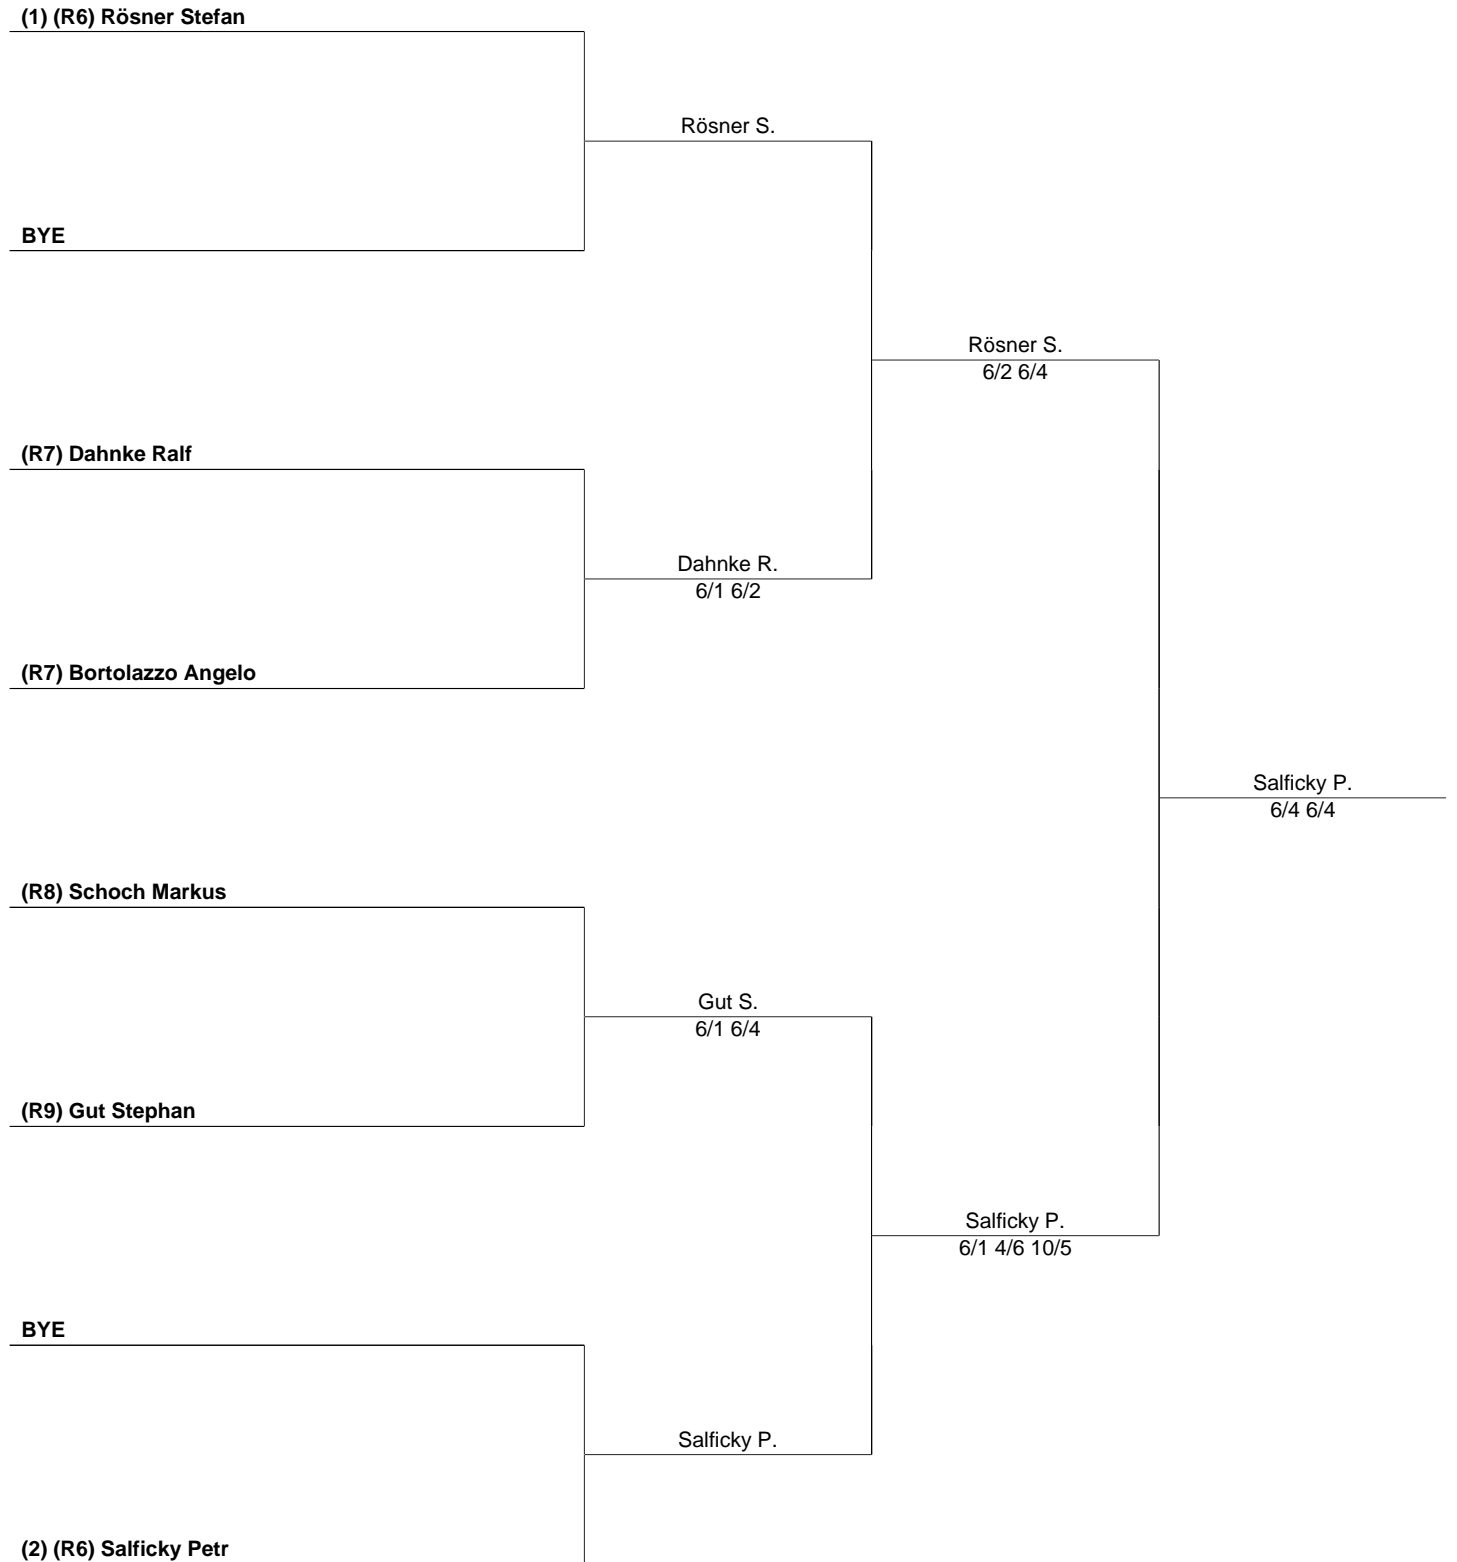 (1) (R6) Rösner Stefan
Rösner S.
BYE
Rösner S.
6/2 6/4
(R7) Dahnke Ralf
Dahnke R.
6/1 6/2
(R7) Bortolazzo Angelo
Salficky P.
6/4 6/4
(R8) Schoch Markus
Gut S.
6/1 6/4
(R9) Gut Stephan
Salficky P.
6/1 4/6 10/5
BYE
Salficky P.
(2) (R6) Salficky Petr